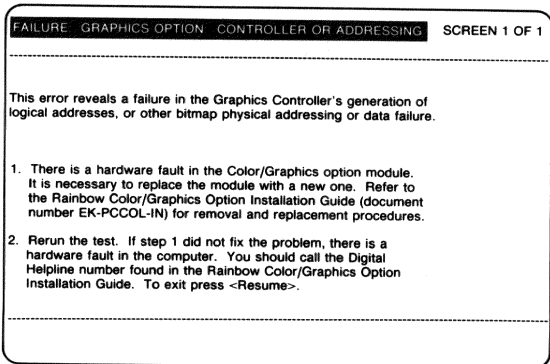 FAILURE GRAPHICS OPTION CONTROLLER OR ADDRESSING SCREEN 1 OF 1
This error reveals a failure in the Graphics Controller's generation of
logical addresses, or other bitmap physical addressing or data failure.
1. There is a hardware fault in the Color/Graphics option module.
It is necessary to replace the module with a new one. Refer to
the Rainbow Color/Graphics Option Installation Guide (document
number EK-PCCOL-IN) for removal and replacement procedures.
2. Rerun the test. If step 1 did not fix the problem, there is a
hardware fault in the computer. You should call the Digital
Helpline number found in the Rainbow Color/Graphics Option
Installation Guide. To exit press <Resume>.